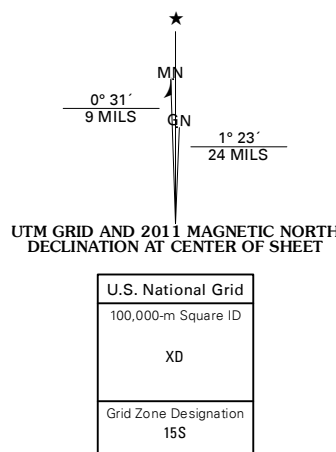 ★
MN
0° 31´
9 MILS
GN
1° 23´
24 MILS
UTM GRID AND 2011 MAGNETIC NORTH
DECLINATION AT CENTER OF SHEET
U.S. National Grid
100,000-m Square ID
XD
Grid Zone Designation
15S